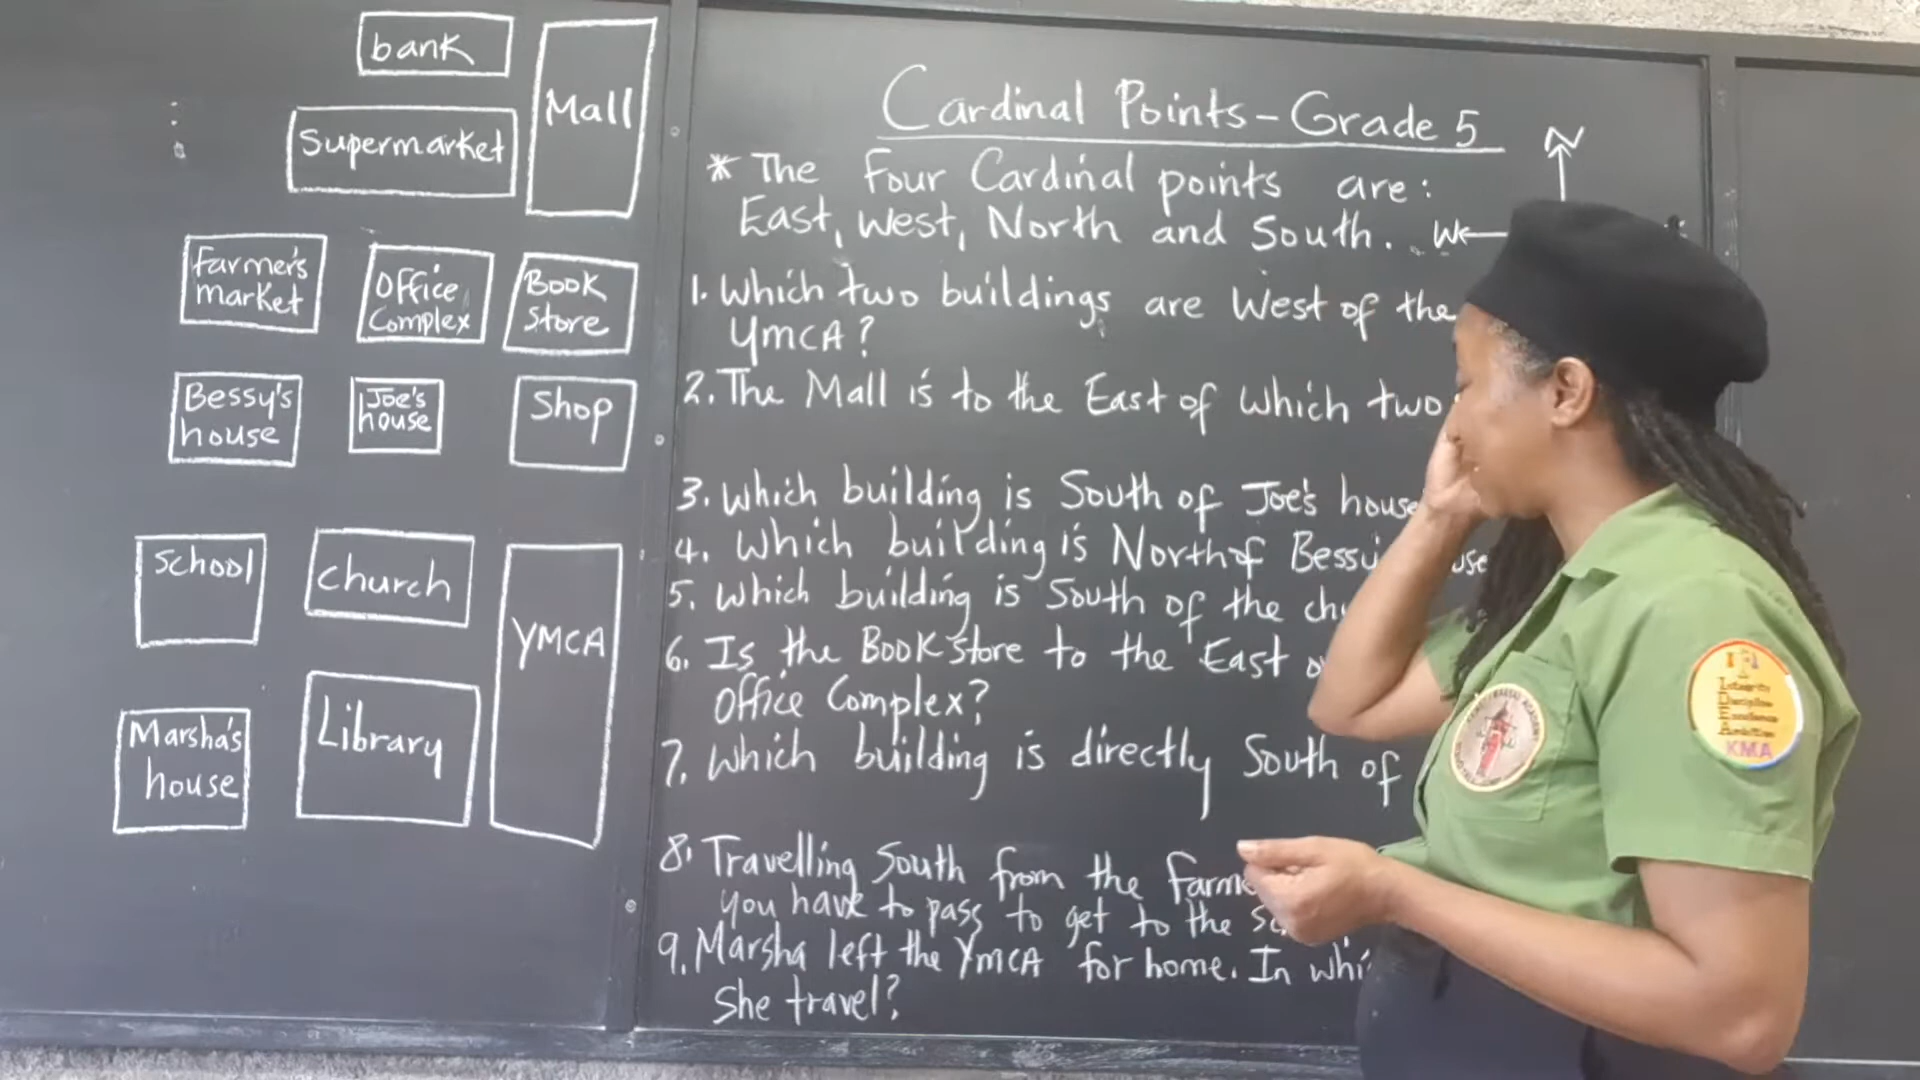 bank
Mall
Supermarket
Farmer's
market
Office
Complex
Book
Store
Bessy's
house
Joe's
house
Shop
School
church
YMCA
Marsha's
house
Library
Cardinal Points - Grade 5
N
* The Four Cardinal points are:
East, West, North and South.
W
1. Which two buildings are West of the
YMCA?
2. The Mall is to the East of which two
3. Which building is South of Joe's house
4. Which building is North of
5. Which building is South of the
6. Is the Book store to the East
Office Complex?
7. Which building is directly South of
8. Travelling South from the
you have to pass to get to the
9. Marsha left the YMCA for home. In
She travel?
KMA